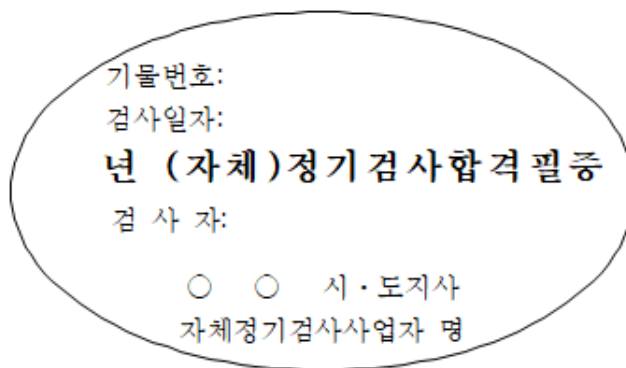 기물번호:
검사일자:
년 (자체)정기검사합격필증
검 사 자:
○ ○ 시·도지사
자체정기검사사업자 명